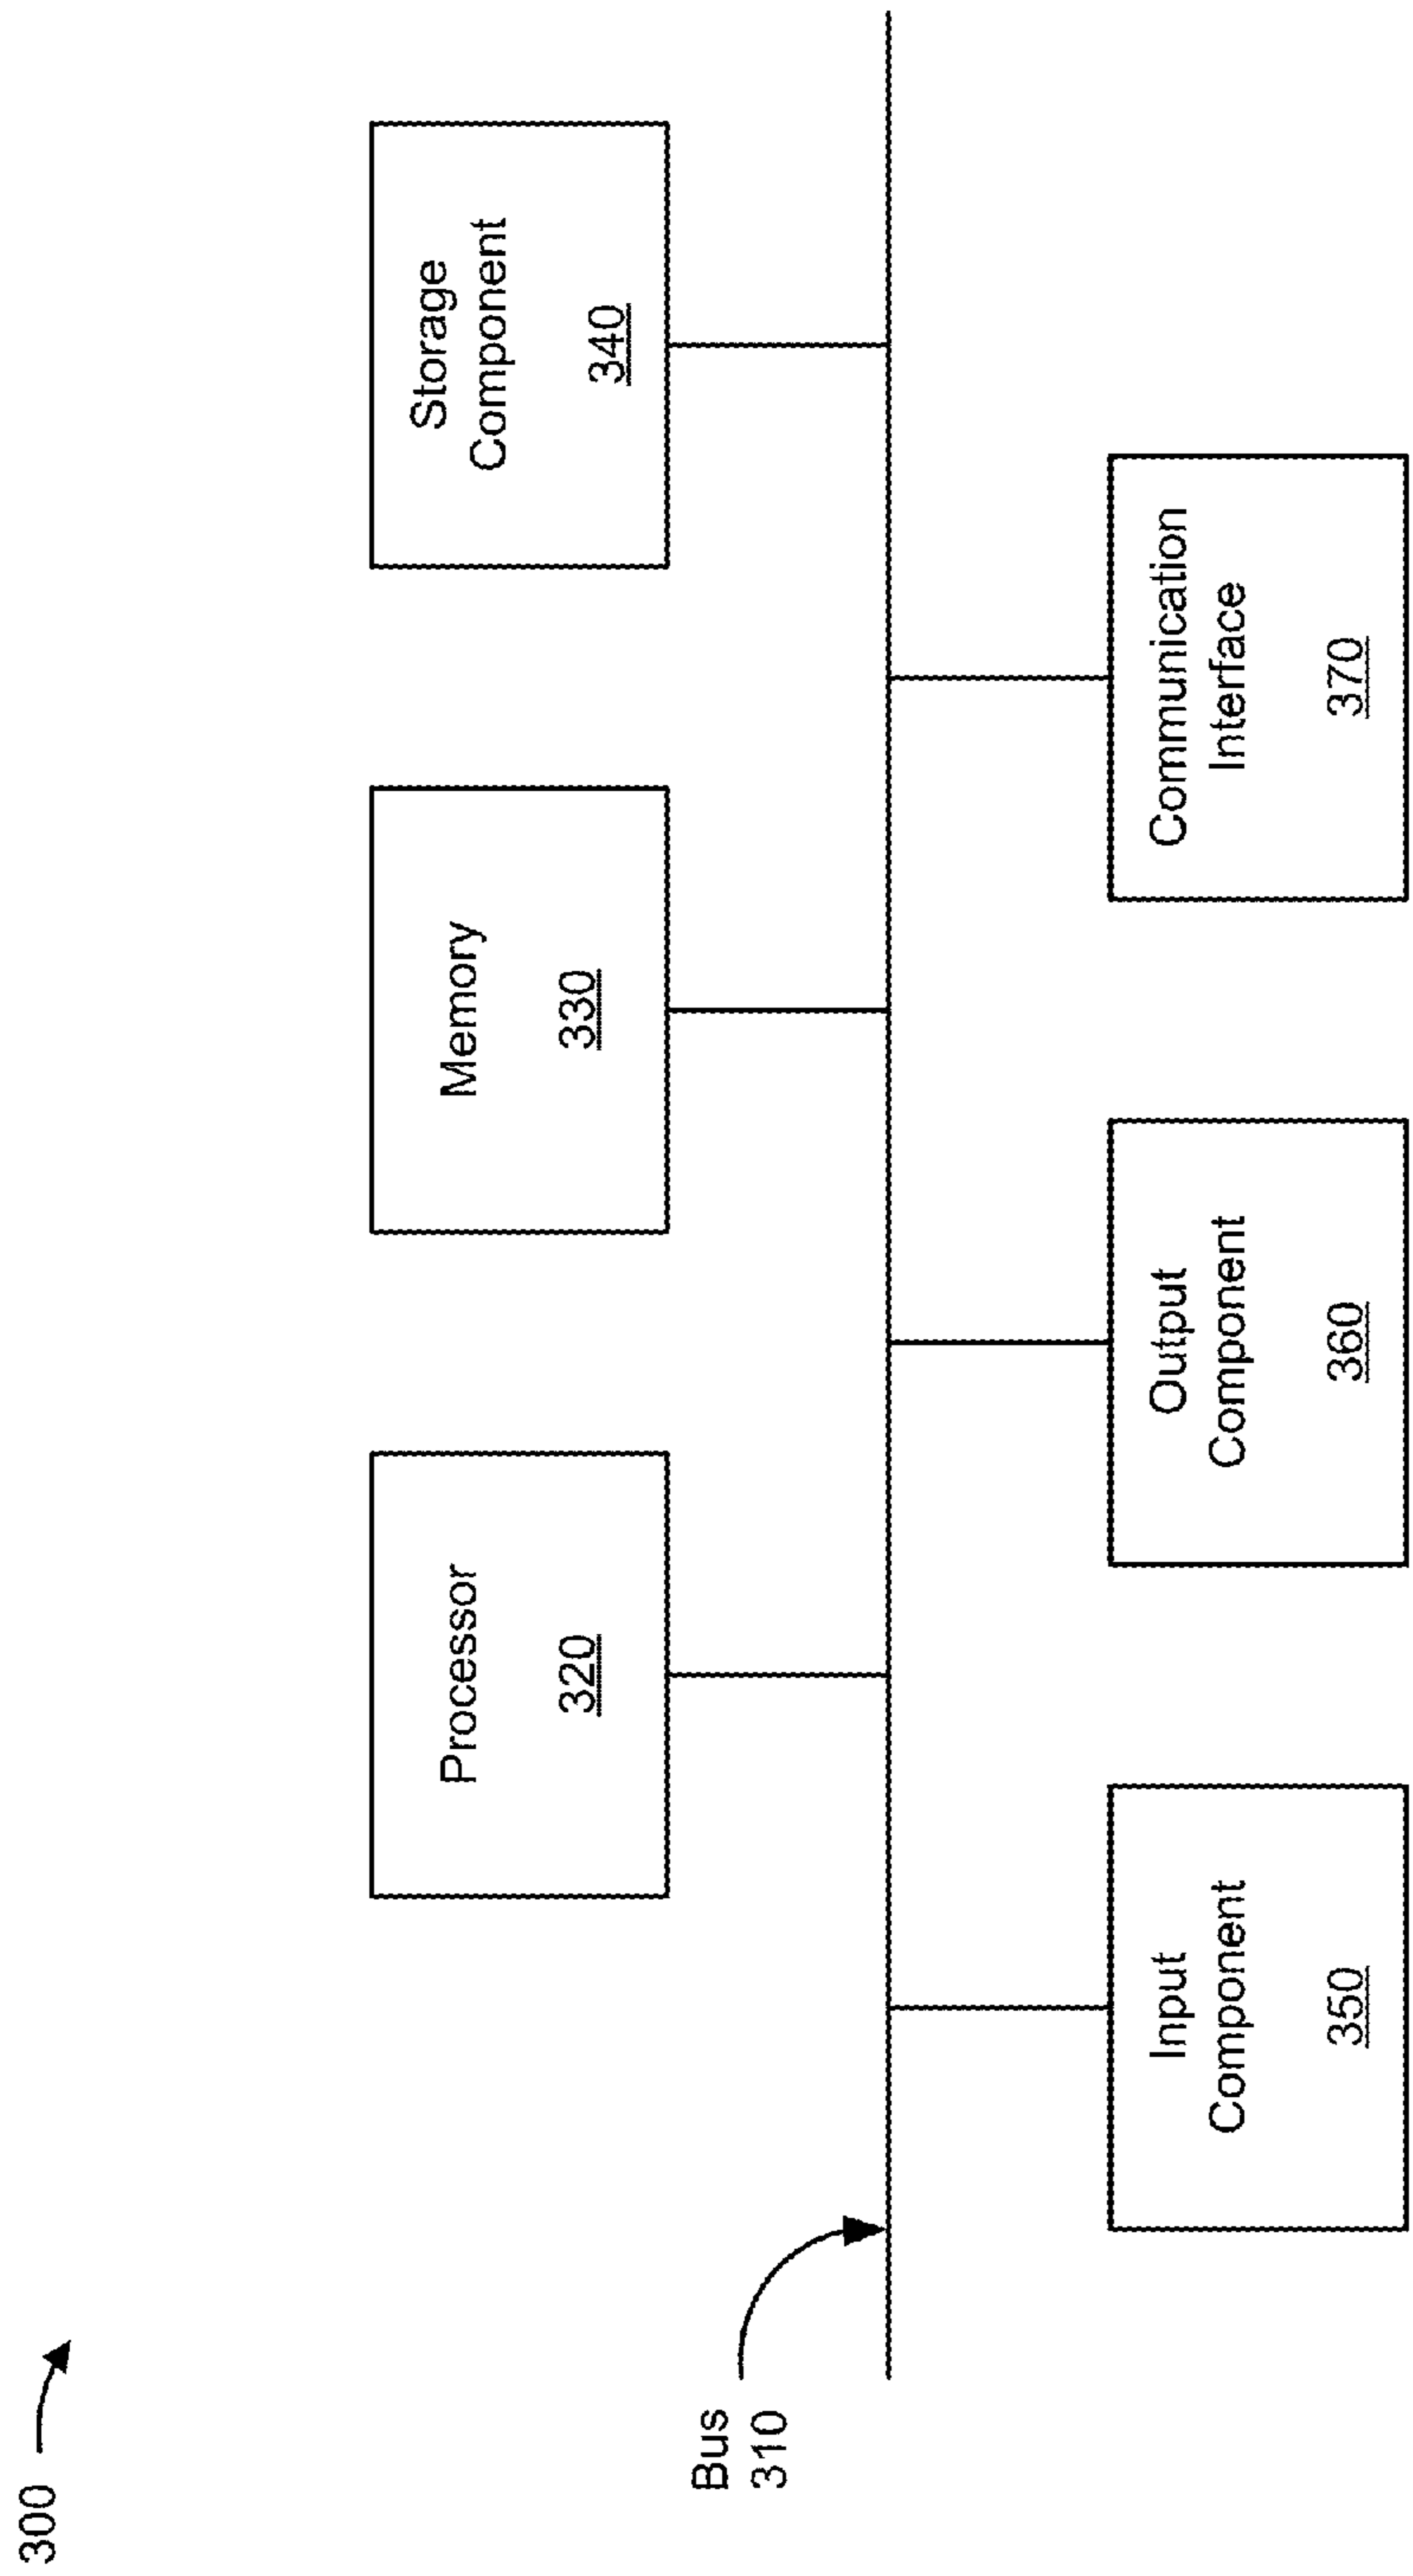 300
Processor
320
Memory
330
Storage
Component
340
Bus
310
Input
Component
350
Output
Component
360
Communication
Interface
370